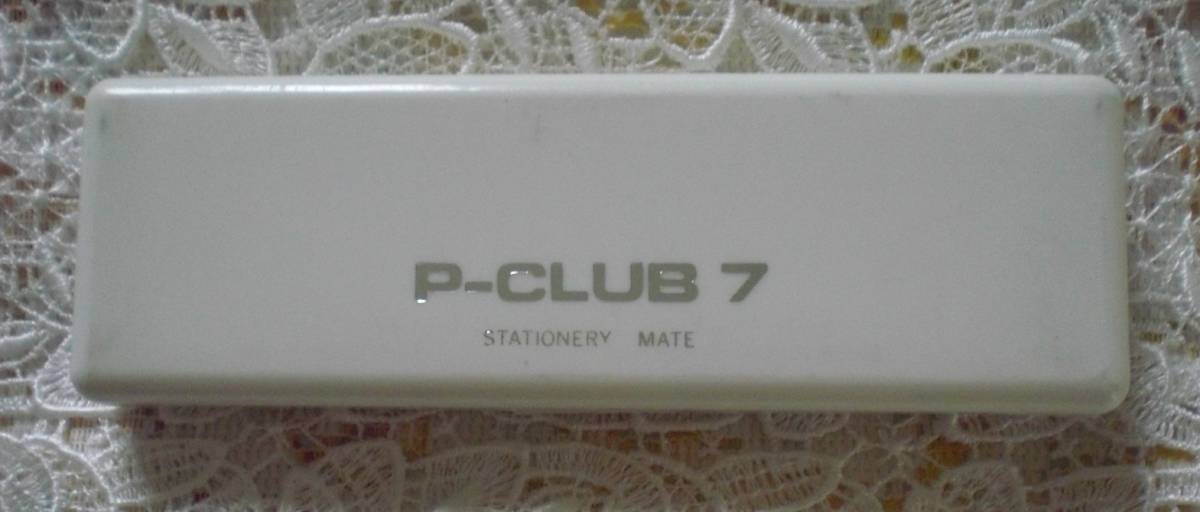 P-CLUB 7
STATIONERY MATE